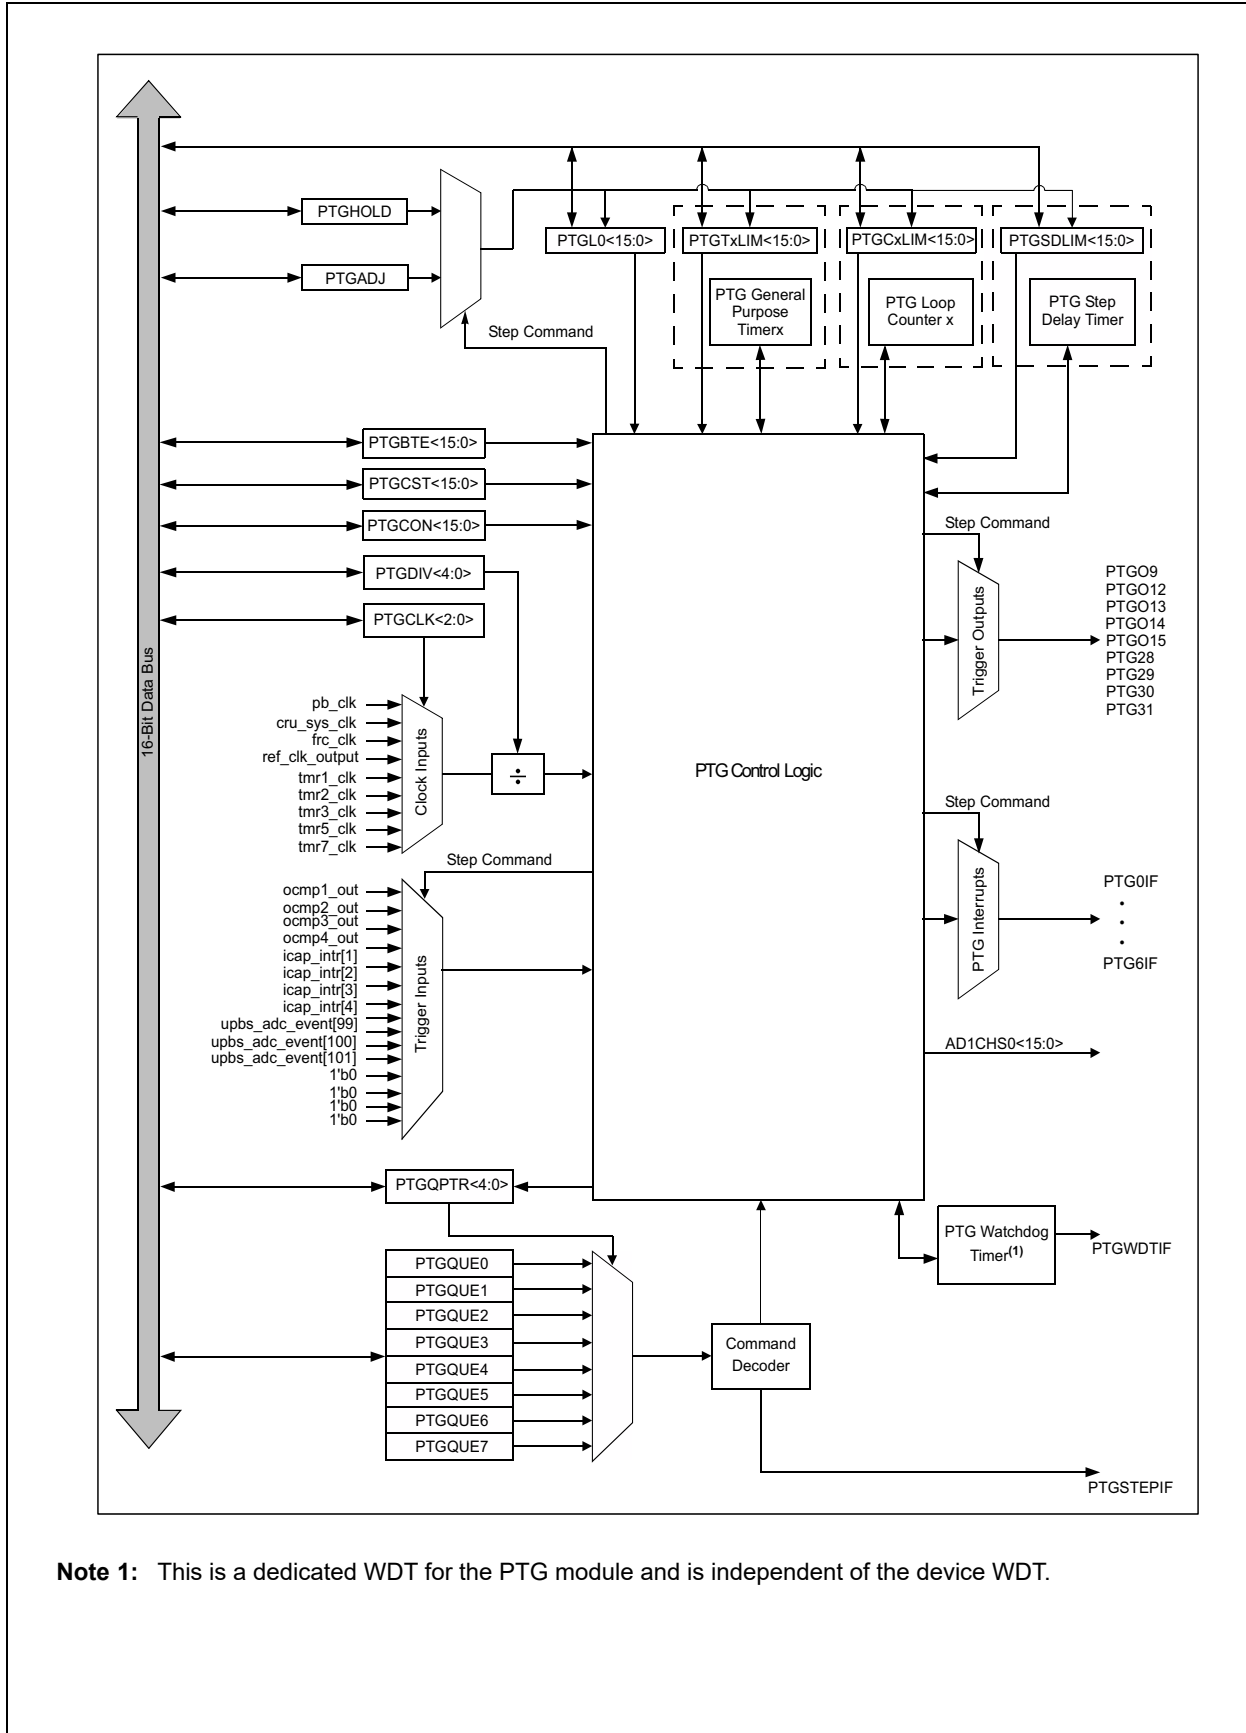 PTGHOLD
PTGADJ
PTGL0<15:0>
PTGTxLIM<15:0>
PTGCxLIM<15:0>
PTGSDLIM<15:0>
PTG General
Purpose
Timerx
PTG Loop
Counter x
PTG Step
Delay Timer
Step Command
PTGBTE<15:0>
PTGCST<15:0>
PTGCON<15:0>
PTGDIV<4:0>
PTGCLK<2:0>
16-Bit Data Bus
pb_clk
cru_sys_clk
frc_clk
ref_clk_output
tmr1_clk
tmr2_clk
tmr3_clk
tmr5_clk
tmr7_clk
Clock Inputs
÷
PTG Control Logic
Step Command
Trigger Outputs
PTGO9
PTGO12
PTGO13
PTGO14
PTGO15
PTG28
PTG29
PTG30
PTG31
Step Command
ocmp1_out
ocmp2_out
ocmp3_out
ocmp4_out
icap_intr[1]
icap_intr[2]
icap_intr[3]
icap_intr[4]
upbs_adc_event[99]
upbs_adc_event[100]
upbs_adc_event[101]
1'b0
1'b0
1'b0
1'b0
Trigger Inputs
Step Command
PTG Interrupts
PTG0IF
•
•
•
PTG6IF
AD1CHS0<15:0>
PTGQPTR<4:0>
PTG Watchdog
Timer(1)
PTGWDTIF
PTGQUE0
PTGQUE1
PTGQUE2
PTGQUE3
PTGQUE4
PTGQUE5
PTGQUE6
PTGQUE7
Command
Decoder
PTGSTEPIF
Note 1: This is a dedicated WDT for the PTG module and is independent of the device WDT.